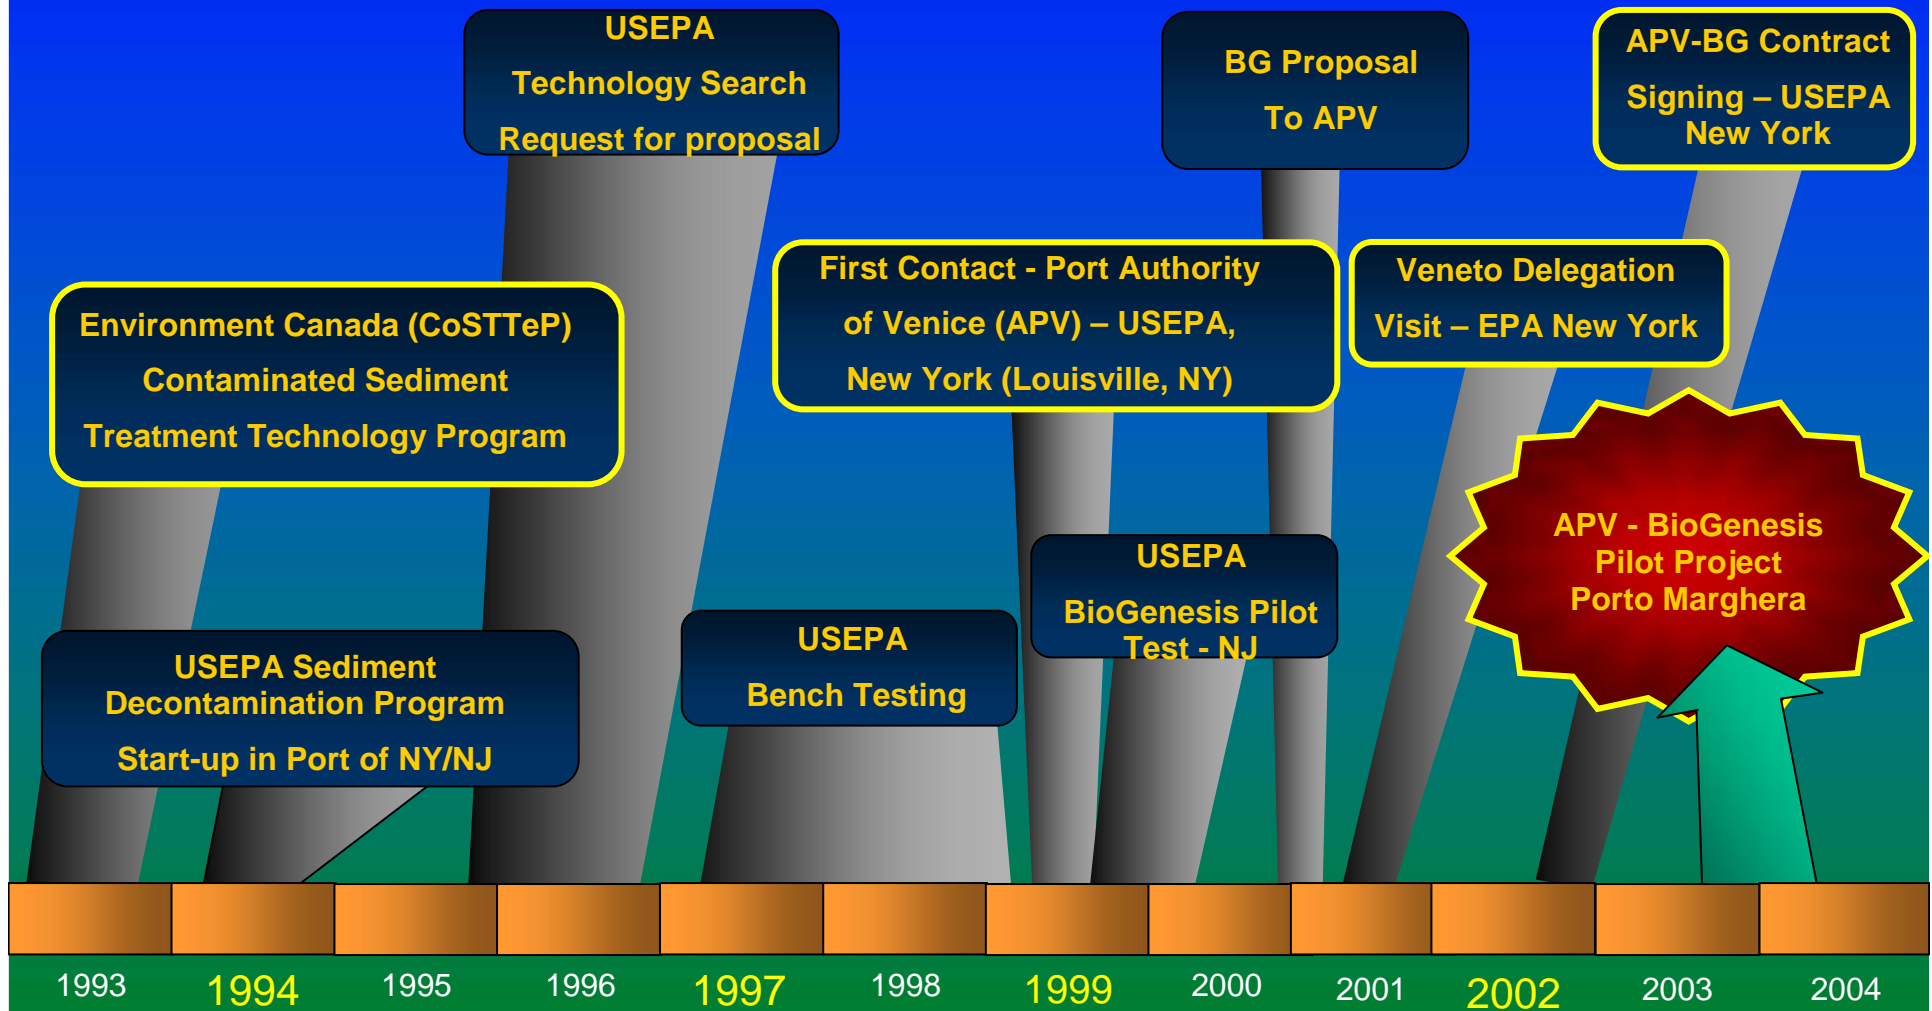 USEPA
Technology Search
Request for proposal
BG Proposal
To APV
APV-BG Contract
Signing – USEPA
New York
Environment Canada (CoSTTeP)
Contaminated Sediment
Treatment Technology Program
First Contact - Port Authority
of Venice (APV) – USEPA,
New York (Louisville, NY)
Veneto Delegation
Visit – EPA New York
USEPA Sediment
Decontamination Program
Start-up in Port of NY/NJ
USEPA
Bench Testing
USEPA
BioGenesis Pilot
Test - NJ
APV - BioGenesis
Pilot Project
Porto Marghera
1993 1994 1995 1996 1997 1998 1999 2000 2001 2002 2003 2004